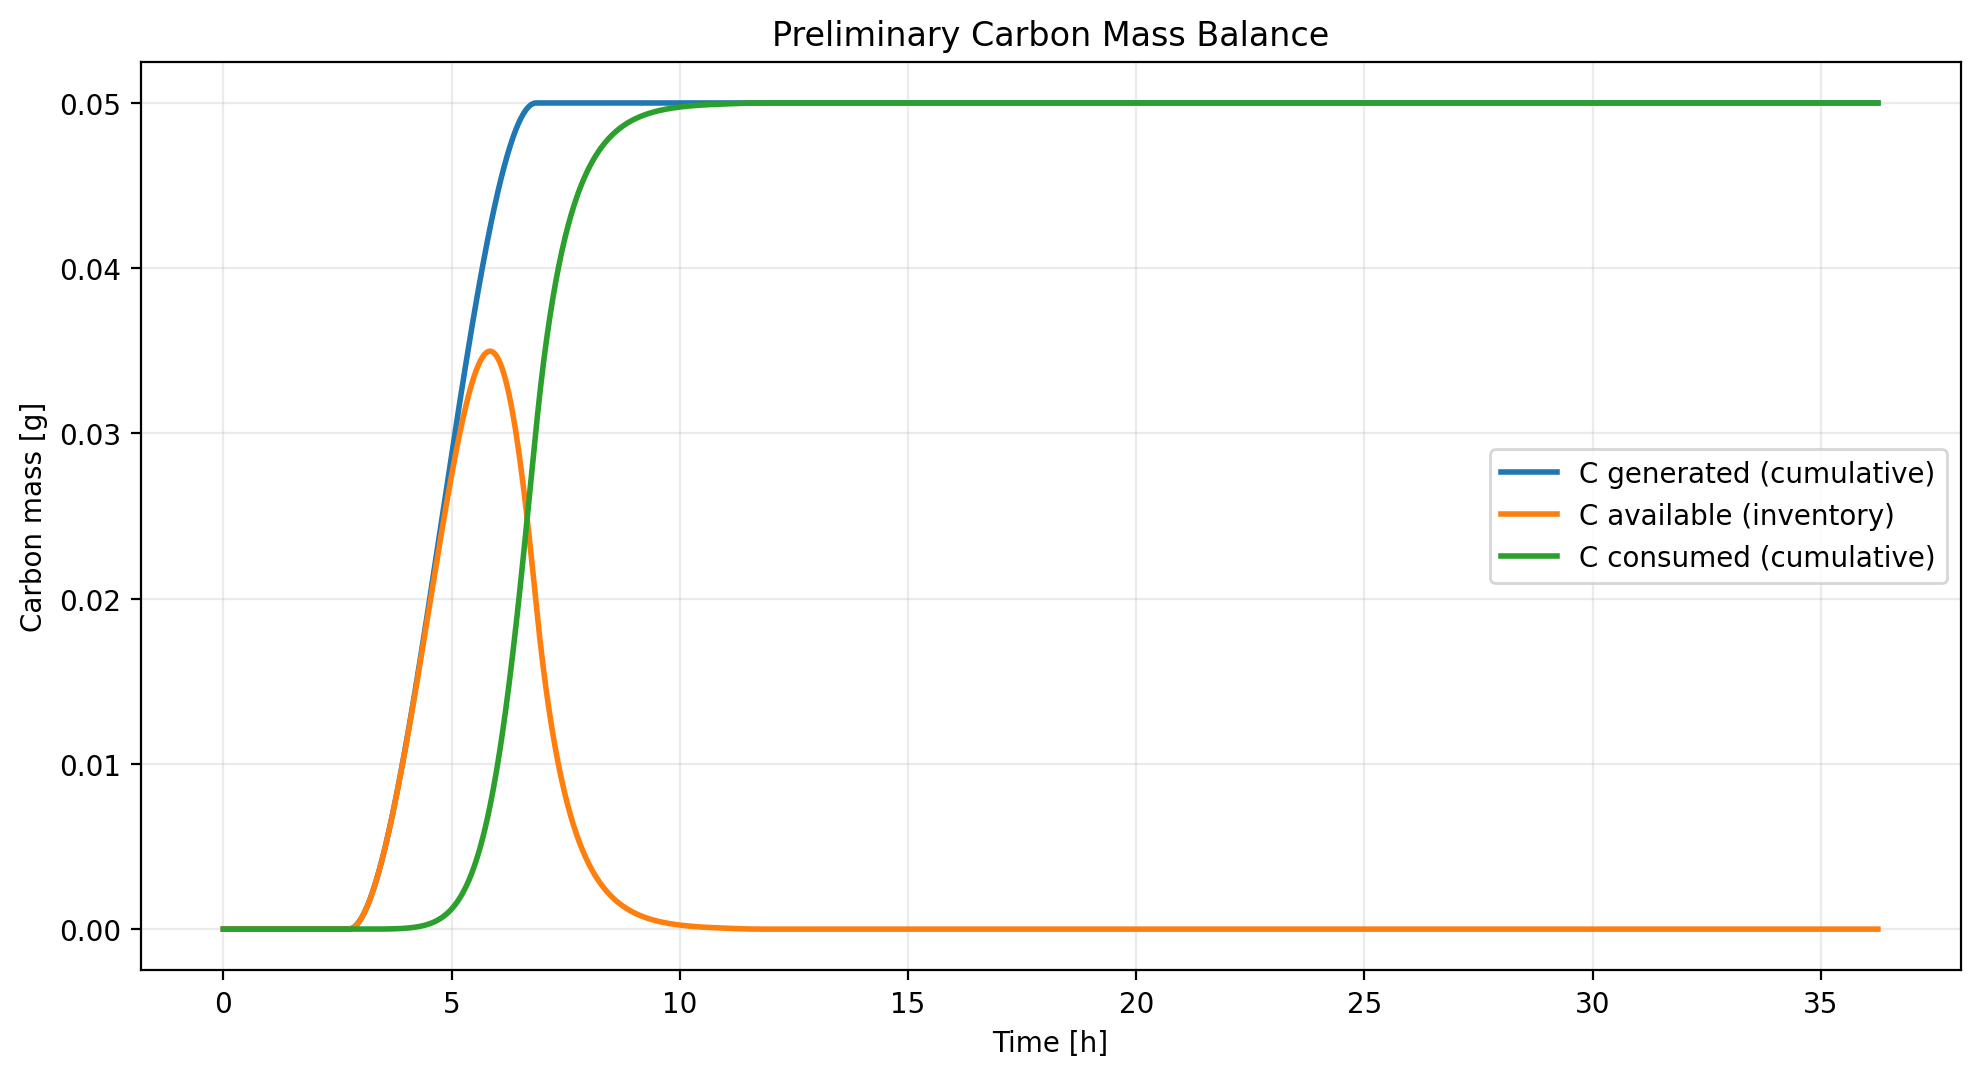 Preliminary Carbon Mass Balance
Carbon mass [g]
0.05
0.04
0.03
0.02
0.01
0.00
C generated (cumulative)
C available (inventory)
C consumed (cumulative)
0 5 10 15 20 25 30 35
Time [h]